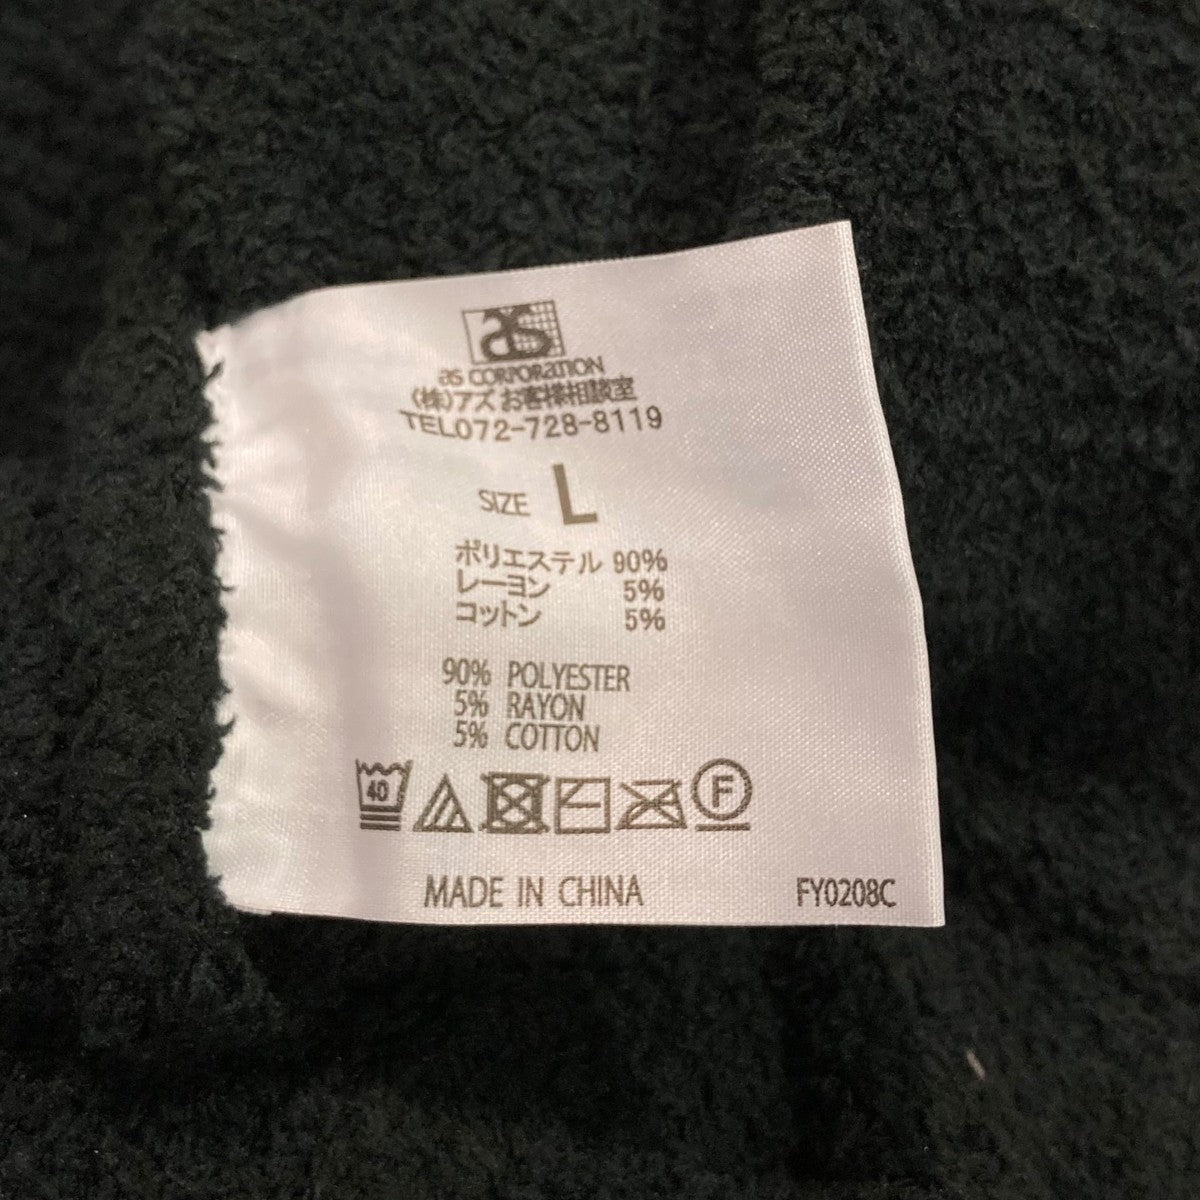 as
as CORPORATION
(株)アズ お客様相談室
TEL072-728-8119
SIZE L
ポリエステル 90%
レーヨン 5%
コットン 5%
90% POLYESTER
5% RAYON
5% COTTON
40 F
MADE IN CHINA FY0208C